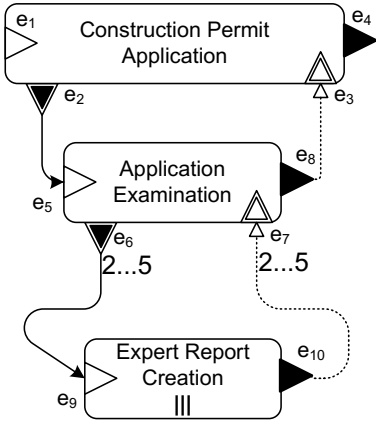 e1
e4
Construction Permit
Application
e2
e3
Application
Examination
e8
e5
e6
e7
2...5
2...5
Expert Report
Creation
e10
e9